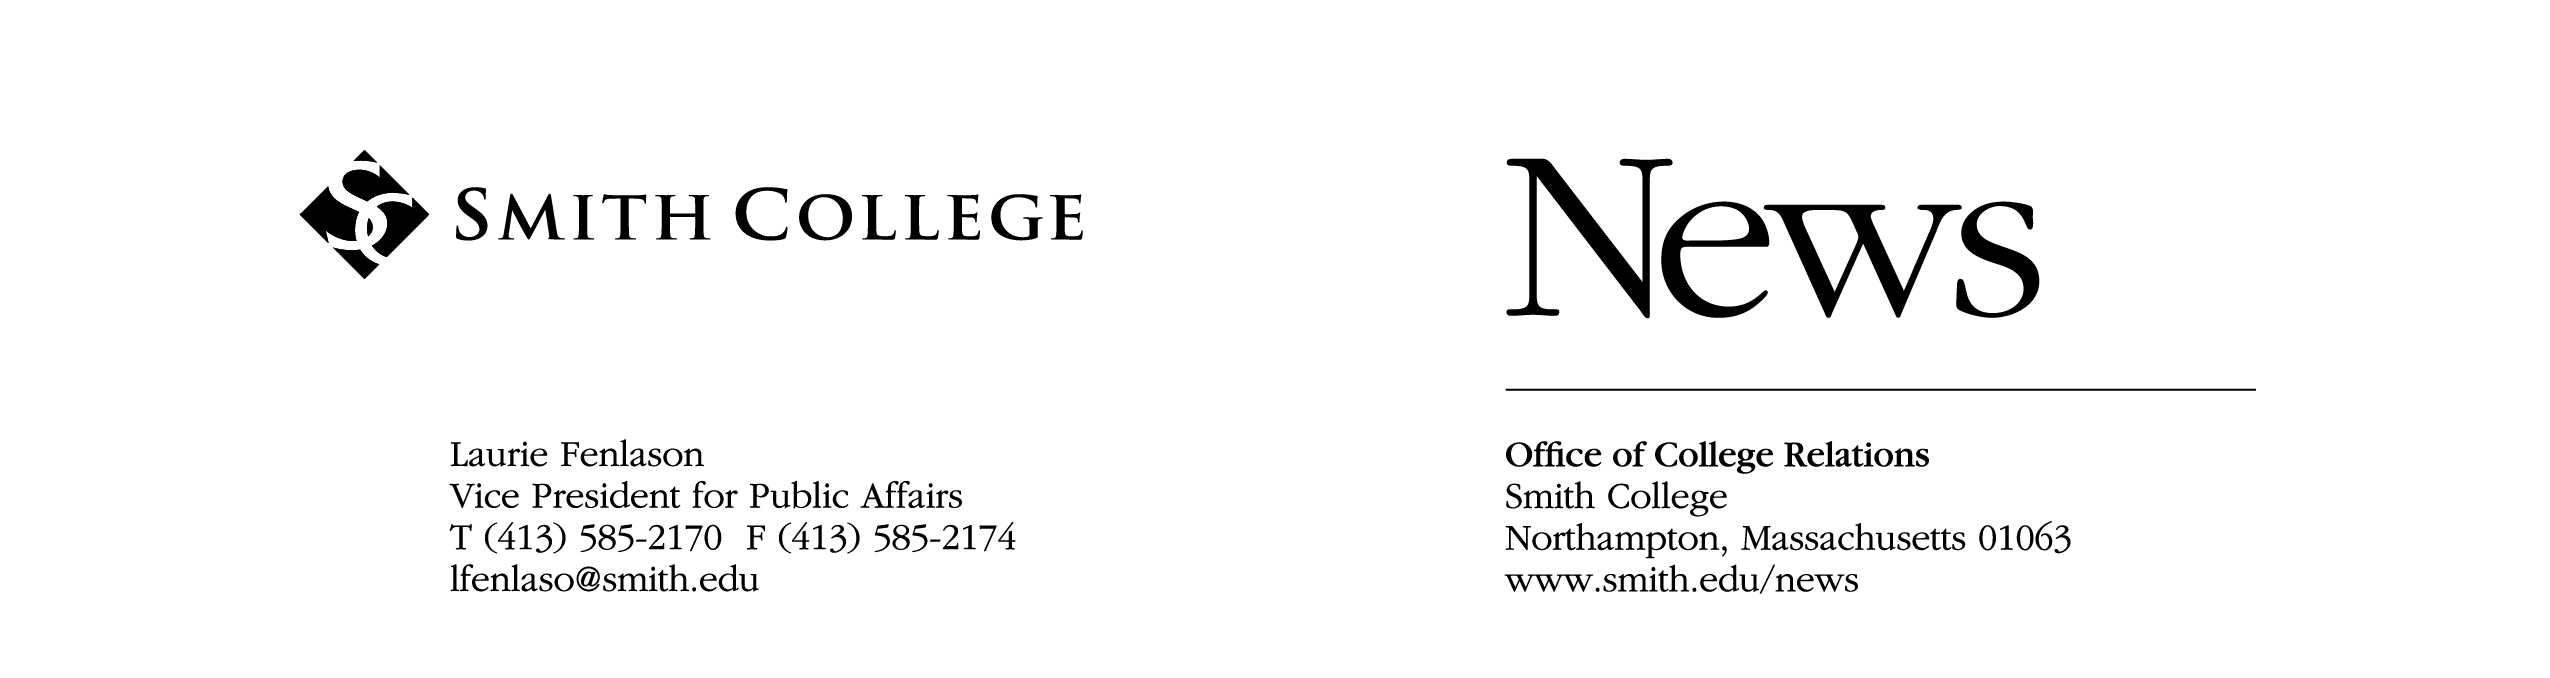 SMITH COLLEGE
News
Laurie Fenlason
Vice President for Public Affairs
T (413) 585-2170 F (413) 585-2174
lfenlaso@smith.edu
Office of College Relations
Smith College
Northampton, Massachusetts 01063
www.smith.edu/news